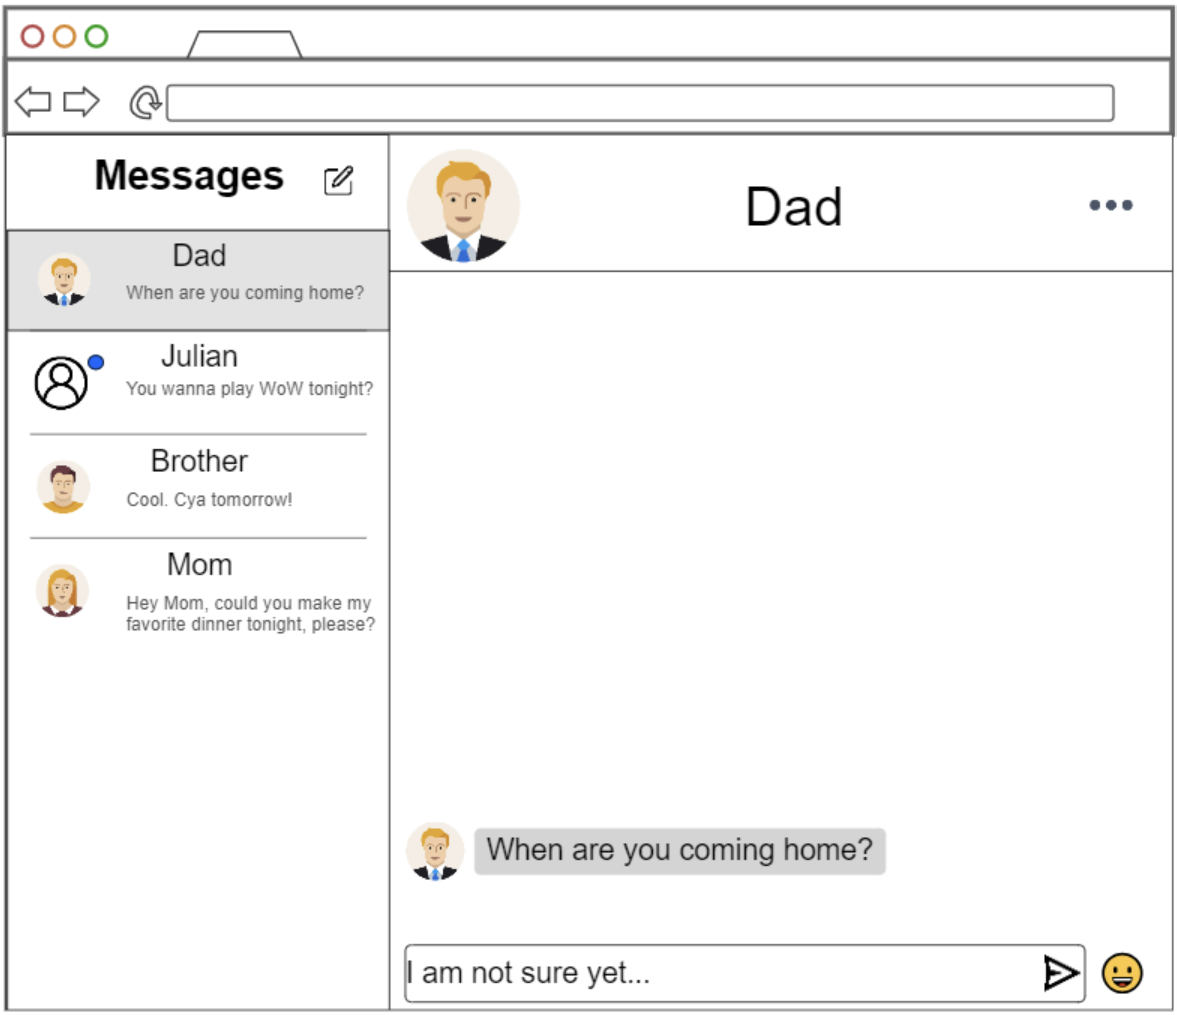 Messages
Dad
When are you coming home?
Julian
You wanna play WoW tonight?
Brother
Cool. Cya tomorrow!
Mom
Hey Mom, could you make my
favorite dinner tonight, please?
Dad
When are you coming home?
I am not sure yet...